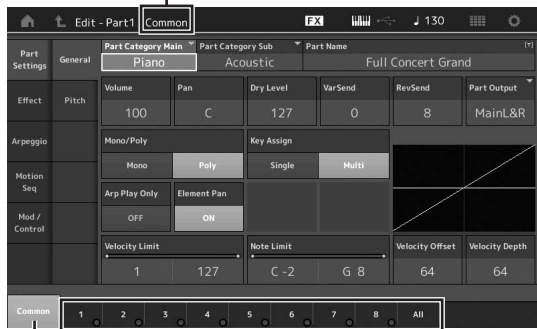 Edit - Part1 Common FX ♩ 130
Part Settings General Part Category Main Part Category Sub Part Name [T]
Piano Acoustic Full Concert Grand
Effect Pitch Volume Pan Dry Level VarSend RevSend Part Output
100 C 127 0 8 MainL&R
Arpeggio Mono/Poly Key Assign
Mono Poly Single Multi
Motion Seq
Arp Play Only Element Pan
Mod / Control OFF ON
Velocity Limit Note Limit Velocity Offset Velocity Depth
1 127 C -2 G 8 64 64
Common 1 2 3 4 5 6 7 8 All